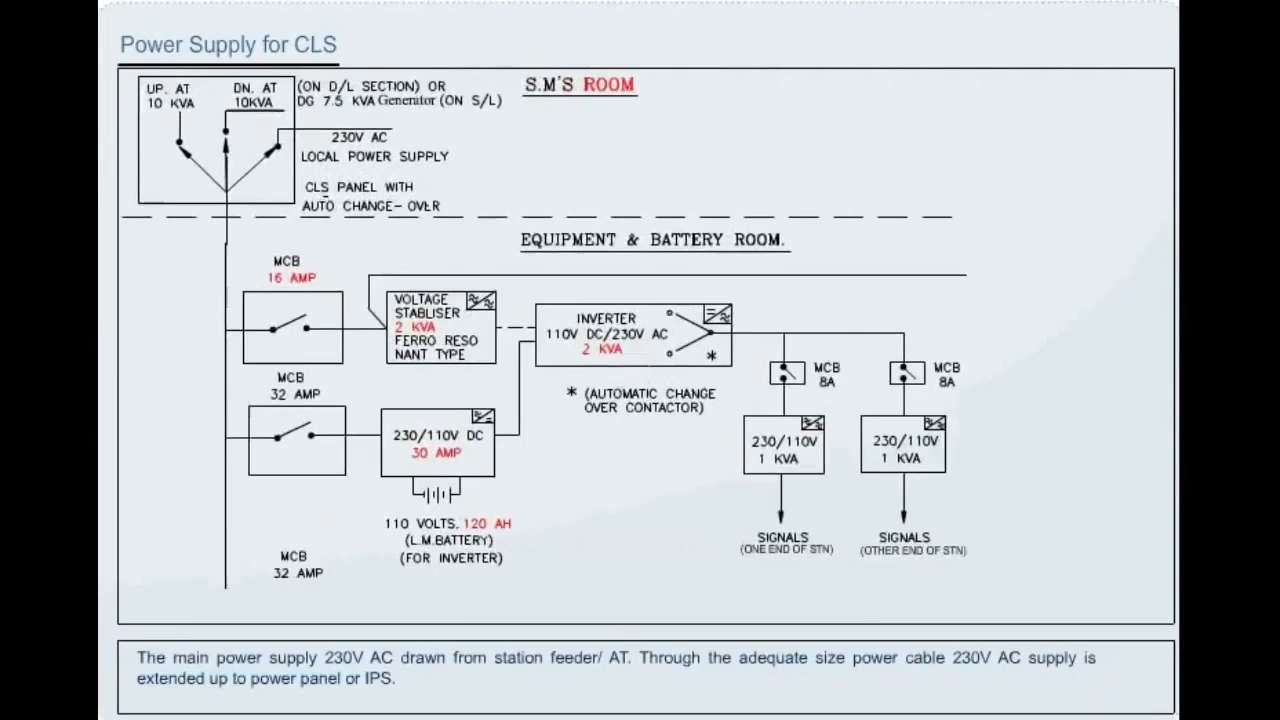 Power Supply for CLS
UP. AT
10 KVA
DN. AT
10KVA
(ON D/L SECTION) OR
DG 7.5 KVA Generator (ON S/L)
S.M'S ROOM
230V AC
LOCAL POWER SUPPLY
CLS PANEL WITH
AUTO CHANGE- OVER
EQUIPMENT & BATTERY ROOM.
MCB
16 AMP
VOLTAGE
STABLISER
2 KVA
FERRO RESO
NANT TYPE
INVERTER
110V DC/230V AC
2 KVA
*
* (AUTOMATIC CHANGE
OVER CONTACTOR)
MCB
8A
MCB
8A
MCB
32 AMP
230/110V DC
30 AMP
230/110V
1 KVA
230/110V
1 KVA
110 VOLTS, 120 AH
(L.M.BATTERY)
(FOR INVERTER)
SIGNALS
(ONE END OF STN)
SIGNALS
(OTHER END OF STN)
MCB
32 AMP
The main power supply 230V AC drawn from station feeder/ AT. Through the adequate size power cable 230V AC supply is
extended up to power panel or IPS.